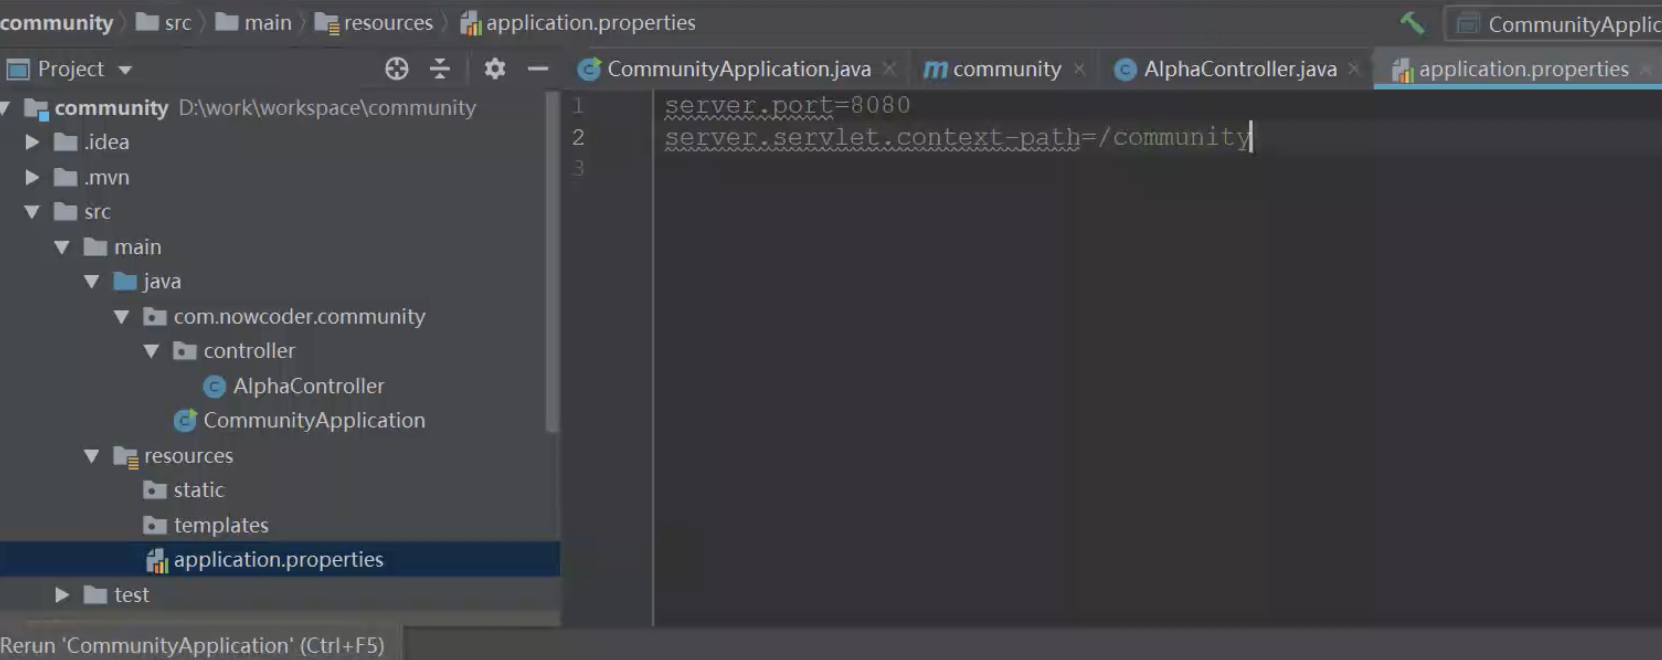 community src main resources application.properties
CommunityApplic
Project
CommunityApplication.java community AlphaController.java application.properties
community D:\work\workspace\community
.idea
.mvn
src
main
java
com.nowcoder.community
controller
AlphaController
CommunityApplication
resources
static
templates
application.properties
test
1 server.port=8080
2 server.servlet.context-path=/community
3
Rerun 'CommunityApplication' (Ctrl+F5)